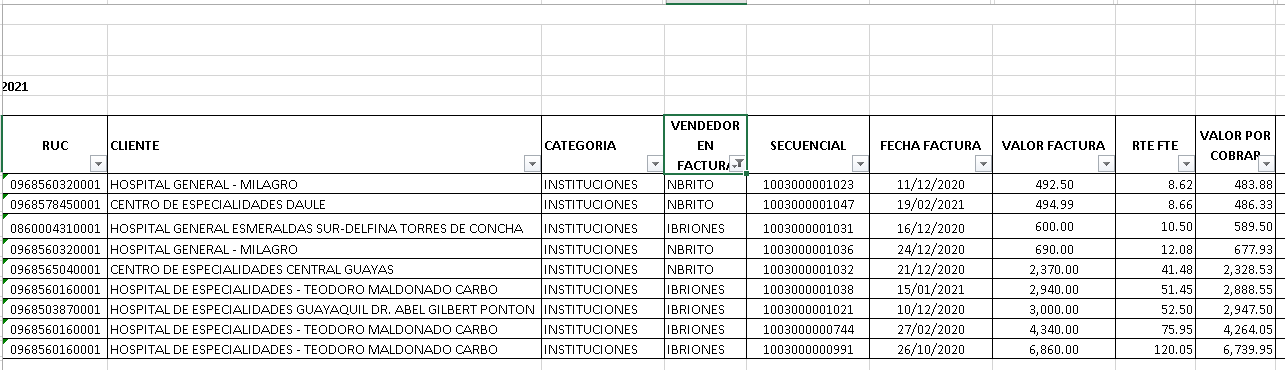 2021
RUC CLIENTE CATEGORIA VENDEDOR EN FACTURA SECUENCIAL FECHA FACTURA VALOR FACTURA RTE FTE VALOR POR COBRAR
0968560320001 HOSPITAL GENERAL - MILAGRO INSTITUCIONES NBRITO 1003000001023 11/12/2020 492.50 8.62 483.88
0968578450001 CENTRO DE ESPECIALIDADES DAULE INSTITUCIONES NBRITO 1003000001047 19/02/2021 494.99 8.66 486.33
0860004310001 HOSPITAL GENERAL ESMERALDAS SUR-DELFINA TORRES DE CONCHA INSTITUCIONES IBRIONES 1003000001031 16/12/2020 600.00 10.50 589.50
0968560320001 HOSPITAL GENERAL - MILAGRO INSTITUCIONES NBRITO 1003000001036 24/12/2020 690.00 12.08 677.93
0968565040001 CENTRO DE ESPECIALIDADES CENTRAL GUAYAS INSTITUCIONES NBRITO 1003000001032 21/12/2020 2,370.00 41.48 2,328.53
0968560160001 HOSPITAL DE ESPECIALIDADES - TEODORO MALDONADO CARBO INSTITUCIONES IBRIONES 1003000001038 15/01/2021 2,940.00 51.45 2,888.55
0968503870001 HOSPITAL DE ESPECIALIDADES GUAYAQUIL DR. ABEL GILBERT PONTON INSTITUCIONES IBRIONES 1003000001021 10/12/2020 3,000.00 52.50 2,947.50
0968560160001 HOSPITAL DE ESPECIALIDADES - TEODORO MALDONADO CARBO INSTITUCIONES IBRIONES 1003000000744 27/02/2020 4,340.00 75.95 4,264.05
0968560160001 HOSPITAL DE ESPECIALIDADES - TEODORO MALDONADO CARBO INSTITUCIONES IBRIONES 1003000000991 26/10/2020 6,860.00 120.05 6,739.95